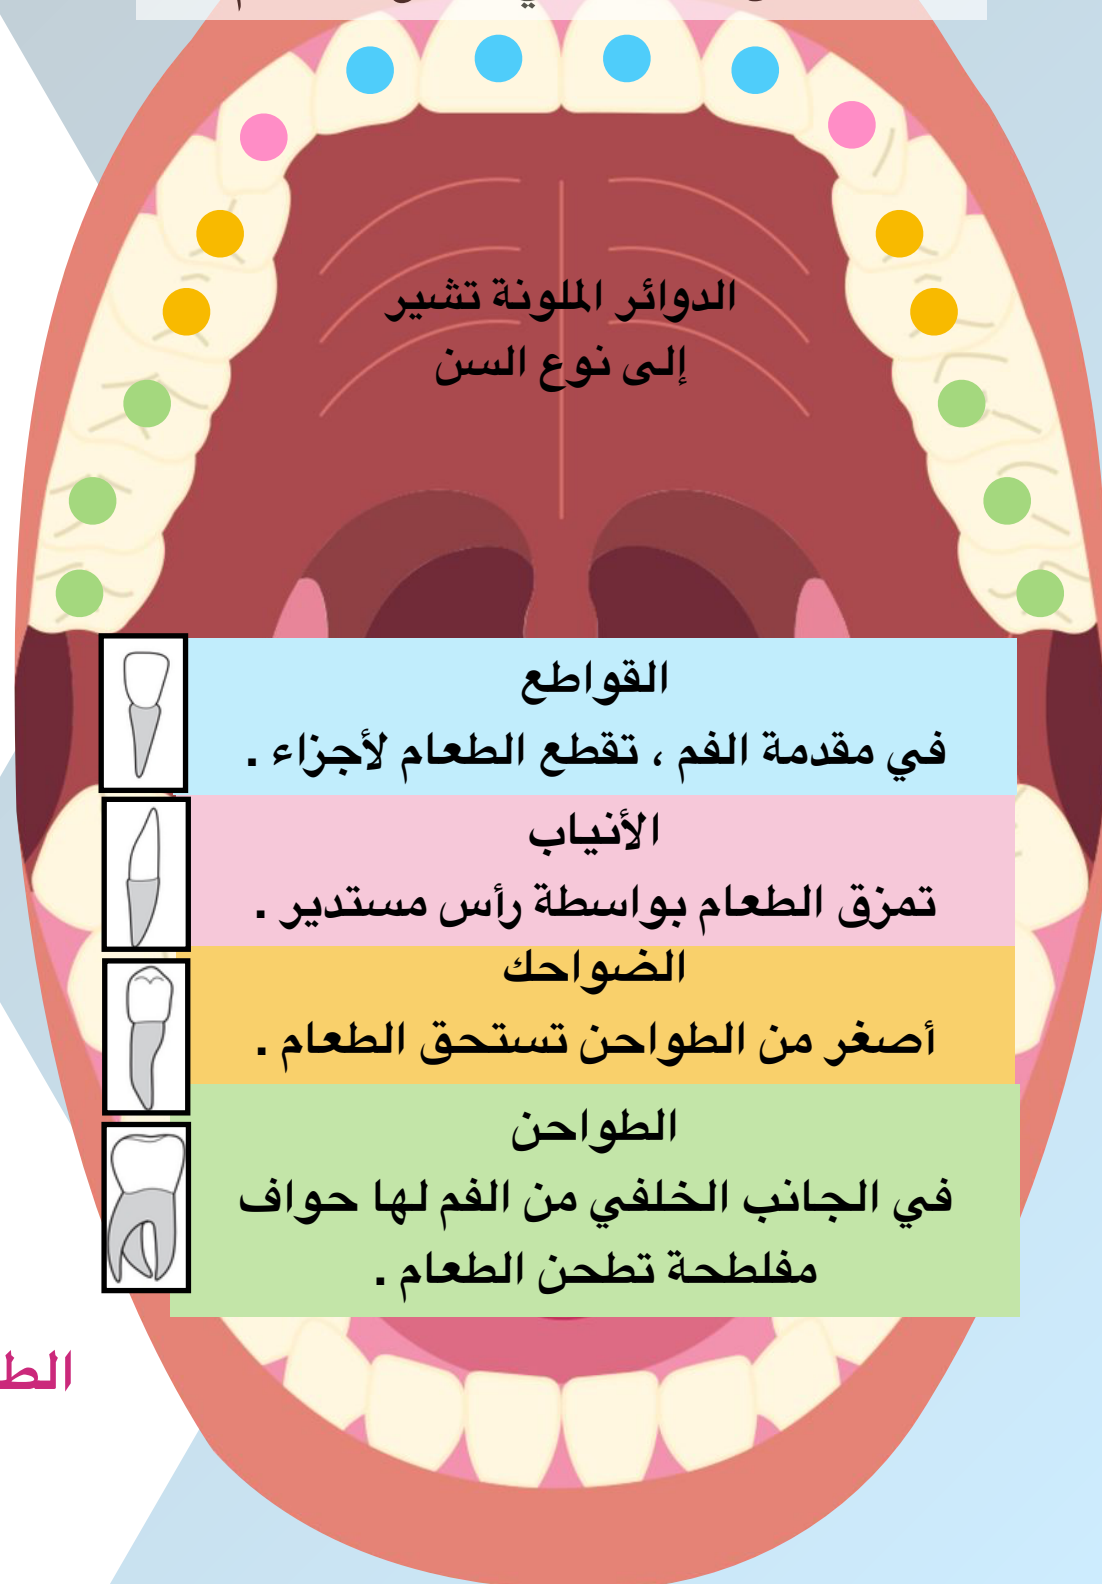 الدوائر الملونة تشير
إلى نوع السن
القواطع
في مقدمة الفم ، تقطع الطعام لأجزاء .
الأنياب
تمزق الطعام بواسطة رأس مستدير .
الضواحك
أصغر من الطواحن تستحق الطعام .
الطواحن
في الجانب الخلفي من الفم لها حواف
مفلطحة تطحن الطعام .